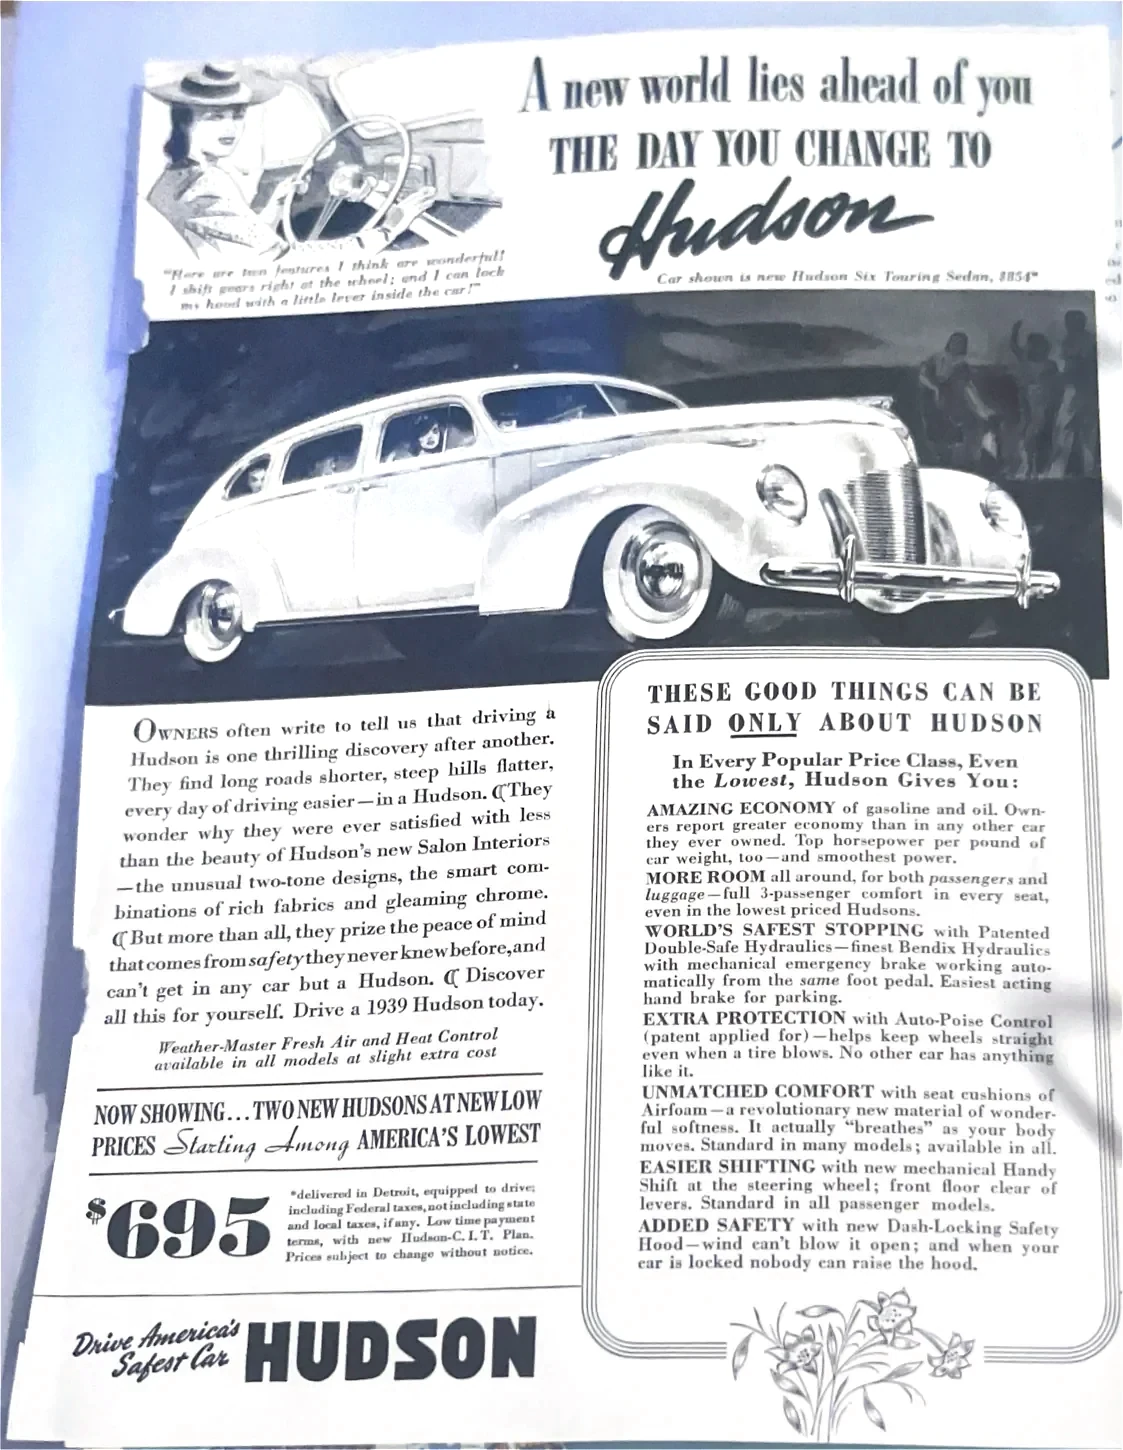 A new world lies ahead of you
THE DAY YOU CHANGE TO
Hudson
Car shown is new Hudson Six Touring Sedan, $854*
"Here are two features I think are wonderful!
I shift gears right at the wheel; and I can lock
my hood with a little lever inside the car!"
OWNERS often write to tell us that driving a
Hudson is one thrilling discovery after another.
They find long roads shorter, steep hills flatter,
every day of driving easier—in a Hudson. ⁋They
wonder why they were ever satisfied with less
than the beauty of Hudson's new Salon Interiors
—the unusual two-tone designs, the smart com-
binations of rich fabrics and gleaming chrome.
⁋But more than all, they prize the peace of mind
that comes from safety they never knew before, and
can't get in any car but a Hudson. ⁋ Discover
all this for yourself. Drive a 1939 Hudson today.
Weather-Master Fresh Air and Heat Control
available in all models at slight extra cost
NOW SHOWING... TWO NEW HUDSONS AT NEW LOW
PRICES Starting Among AMERICA'S LOWEST
$695
*delivered in Detroit, equipped to drive;
including Federal taxes, not including state
and local taxes, if any. Low time payment
terms, with new Hudson-C.I.T. Plan.
Prices subject to change without notice.
Drive America's
Safest Car
HUDSON
THESE GOOD THINGS CAN BE
SAID ONLY ABOUT HUDSON
In Every Popular Price Class, Even
the Lowest, Hudson Gives You:
AMAZING ECONOMY of gasoline and oil. Own-
ers report greater economy than in any other car
they ever owned. Top horsepower per pound of
car weight, too—and smoothest power.
MORE ROOM all around, for both passengers and
luggage—full 3-passenger comfort in every seat,
even in the lowest priced Hudsons.
WORLD'S SAFEST STOPPING with Patented
Double-Safe Hydraulics—finest Bendix Hydraulics
with mechanical emergency brake working auto-
matically from the same foot pedal. Easiest acting
hand brake for parking.
EXTRA PROTECTION with Auto-Poise Control
(patent applied for)—helps keep wheels straight
even when a tire blows. No other car has anything
like it.
UNMATCHED COMFORT with seat cushions of
Airfoam—a revolutionary new material of wonder-
ful softness. It actually "breathes" as your body
moves. Standard in many models; available in all.
EASIER SHIFTING with new mechanical Handy
Shift at the steering wheel; front floor clear of
levers. Standard in all passenger models.
ADDED SAFETY with new Dash-Locking Safety
Hood—wind can't blow it open; and when your
car is locked nobody can raise the hood.